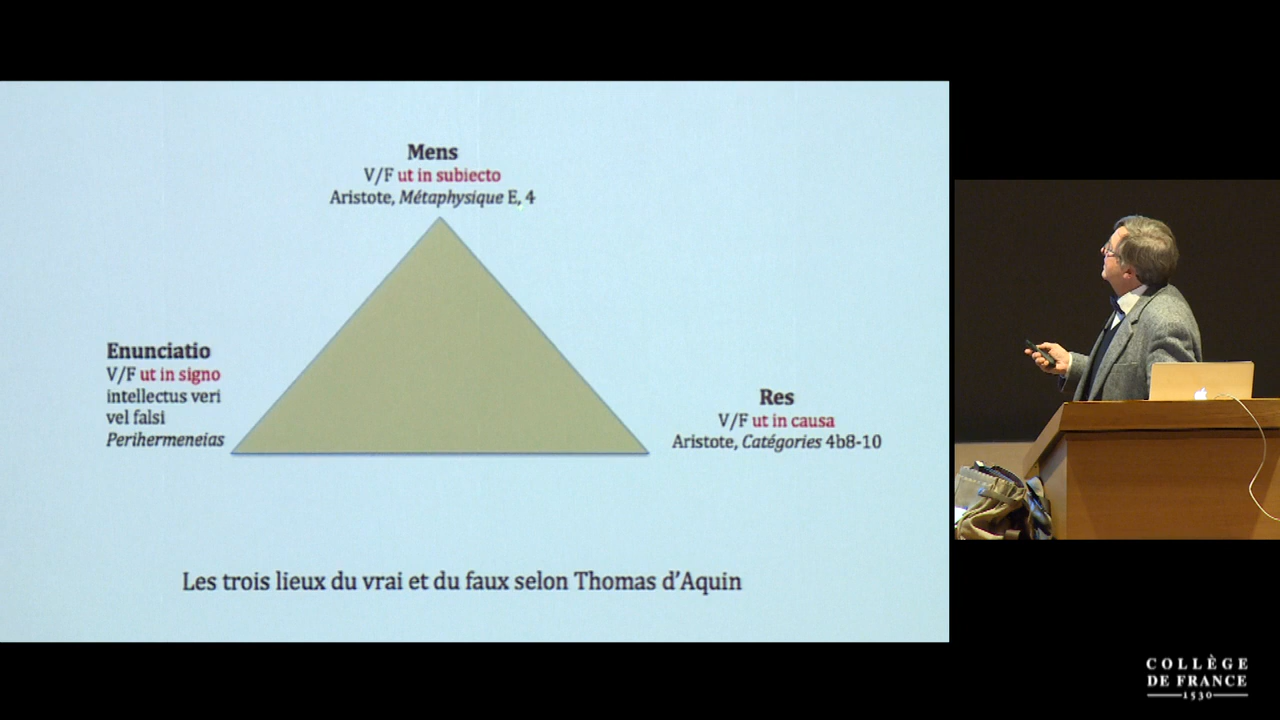 Mens
V/F ut in subiecto
Aristote, Métaphysique E, 4
Enunciatio
V/F ut in signo
intellectus veri
vel falsi
Perihermeneias
Res
V/F ut in causa
Aristote, Catégories 4b8-10
Les trois lieux du vrai et du faux selon Thomas d'Aquin
COLLÈGE
DE FRANCE
1530